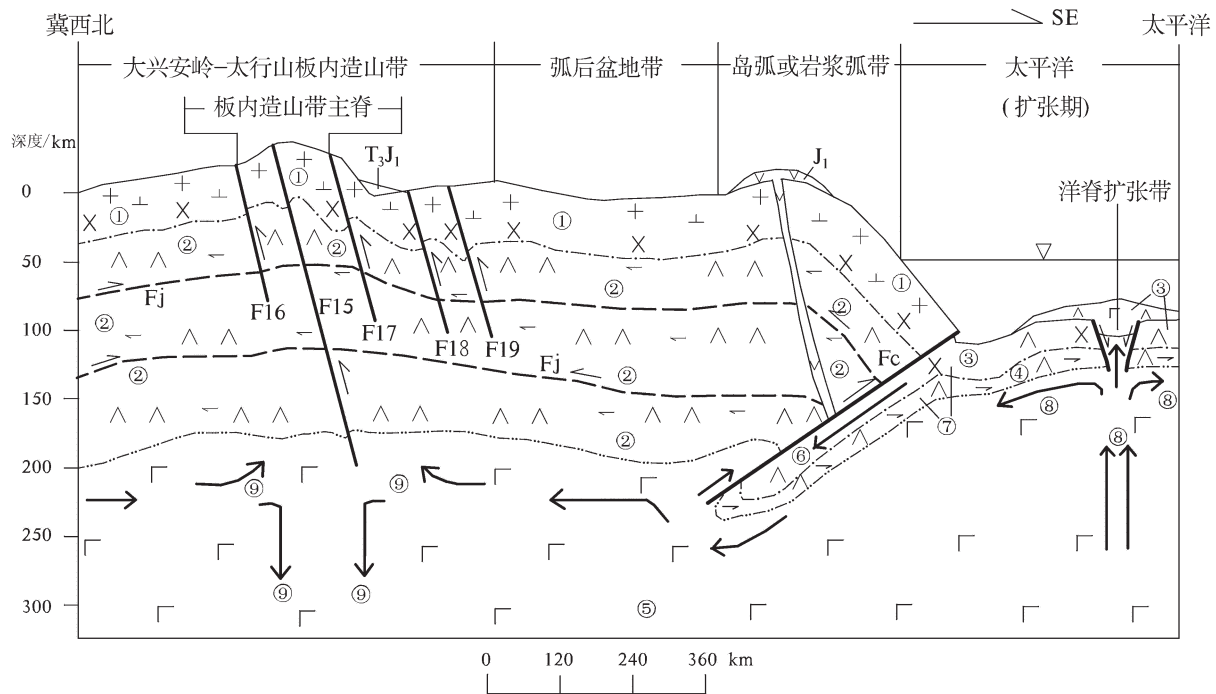 冀西北
SE
太平洋
大兴安岭-太行山板内造山带
弧后盆地带
岛弧或岩浆弧带
太平洋
(扩张期)
板内造山带主脊
深度/km
T₃J₁
J₁
洋脊扩张带
0
50
100
150
200
250
300
① ① ① ①
② ② ② ② ② ② ② ② ②
③ ③
④
⑤
⑥
⑦
⑧ ⑧ ⑧
⑨ ⑨ ⑨ ⑨
Fj
F16
F15
F17
F18
F19
Fj
Fc
0 120 240 360 km